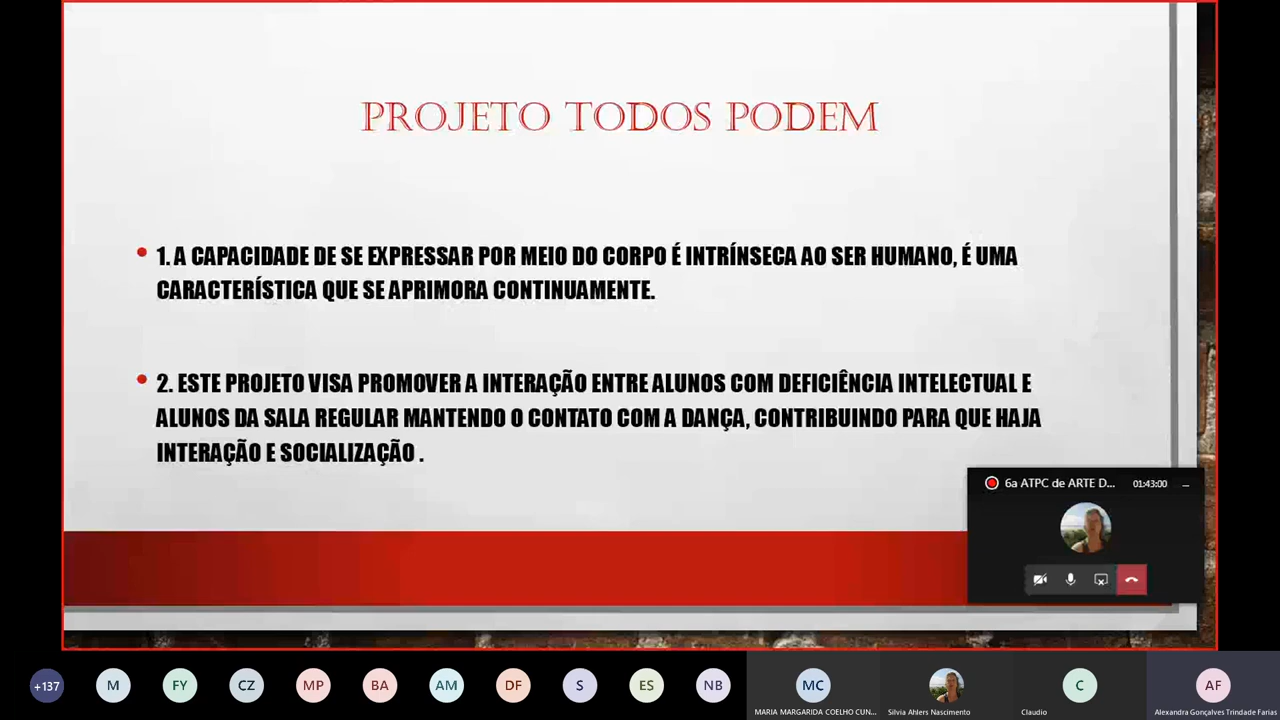 PROJETO TODOS PODEM
• 1. A CAPACIDADE DE SE EXPRESSAR POR MEIO DO CORPO É INTRÍNSECA AO SER HUMANO, É UMA
CARACTERÍSTICA QUE SE APRIMORA CONTINUAMENTE.
• 2. ESTE PROJETO VISA PROMOVER A INTERAÇÃO ENTRE ALUNOS COM DEFICIÊNCIA INTELECTUAL E
ALUNOS DA SALA REGULAR MANTENDO O CONTATO COM A DANÇA, CONTRIBUINDO PARA QUE HAJA
INTERAÇÃO E SOCIALIZAÇÃO .
6a ATPC de ARTE D... 01:43:00
+137 M FY CZ MP BA AM DF S ES NB MC C AF
MARIA MARGARIDA COELHO CUN... Silvia Ahlers Nascimento Claudio Alexandra Gonçalves Trindade Farias